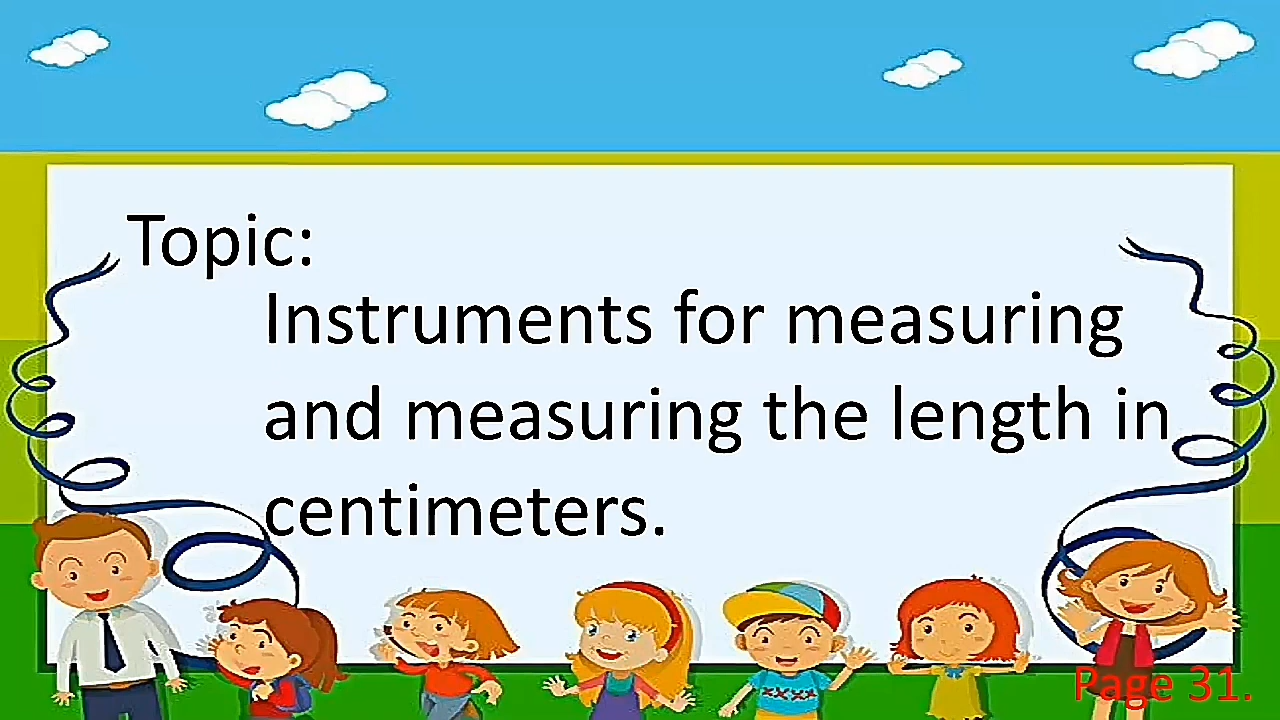 Topic:
Instruments for measuring
and measuring the length in
centimeters.
Page 31.